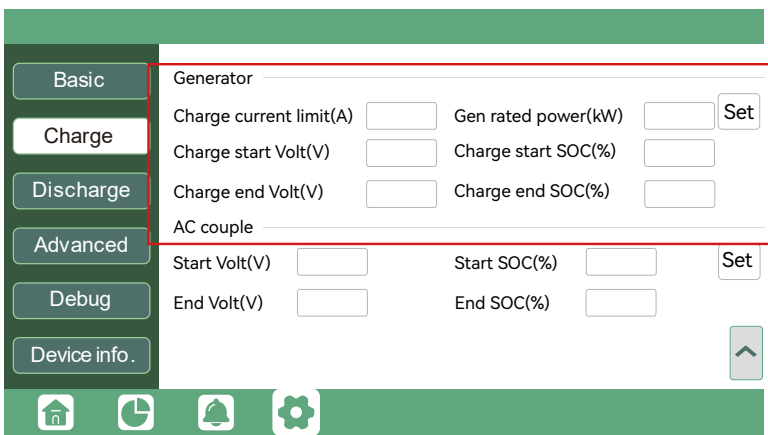 Basic
Charge
Discharge
Advanced
Debug
Device info.
Generator
Charge current limit(A) Gen rated power(kW) Set
Charge start Volt(V) Charge start SOC(%)
Charge end Volt(V) Charge end SOC(%)
AC couple
Start Volt(V) Start SOC(%) Set
End Volt(V) End SOC(%)